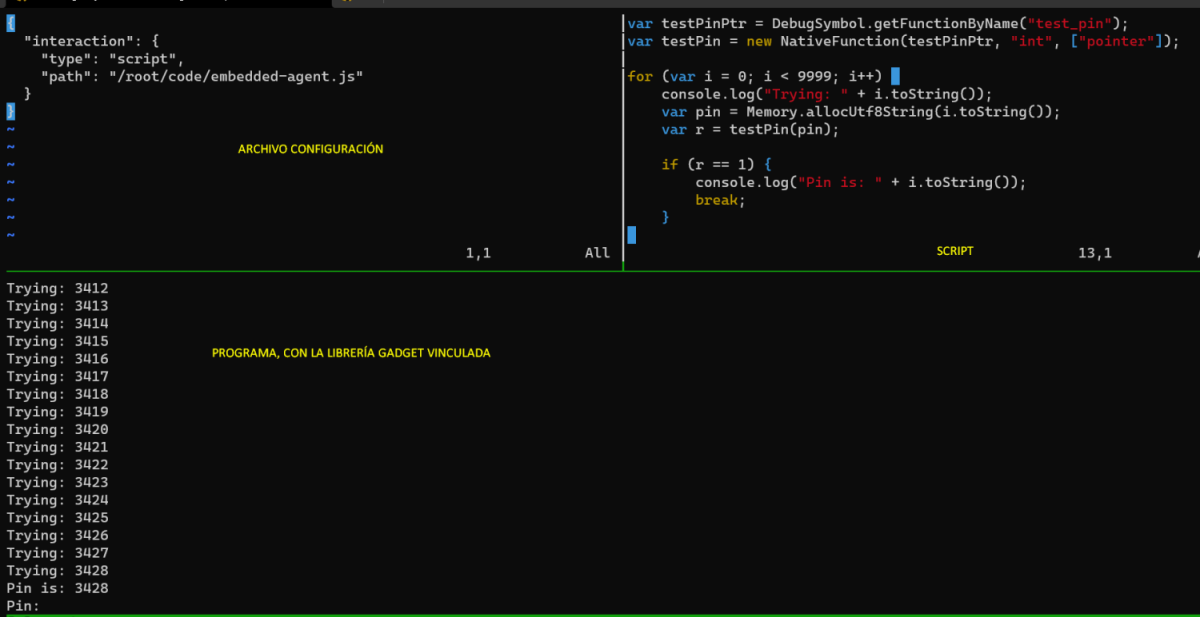 {
  "interaction": {
    "type": "script",
    "path": "/root/code/embedded-agent.js"
  }
}
~
~
ARCHIVO CONFIGURACIÓN
~
~
~
~
~
1,1 All
var testPinPtr = DebugSymbol.getFunctionByName("test_pin");
var testPin = new NativeFunction(testPinPtr, "int", ["pointer"]);

for (var i = 0; i < 9999; i++)
    console.log("Trying: " + i.toString());
    var pin = Memory.allocUtf8String(i.toString());
    var r = testPin(pin);

    if (r == 1) {
        console.log("Pin is: " + i.toString());
        break;
    }
SCRIPT
13,1
Trying: 3412
Trying: 3413
Trying: 3414
Trying: 3415
PROGRAMA, CON LA LIBRERÍA GADGET VINCULADA
Trying: 3416
Trying: 3417
Trying: 3418
Trying: 3419
Trying: 3420
Trying: 3421
Trying: 3422
Trying: 3423
Trying: 3424
Trying: 3425
Trying: 3426
Trying: 3427
Trying: 3428
Pin is: 3428
Pin: